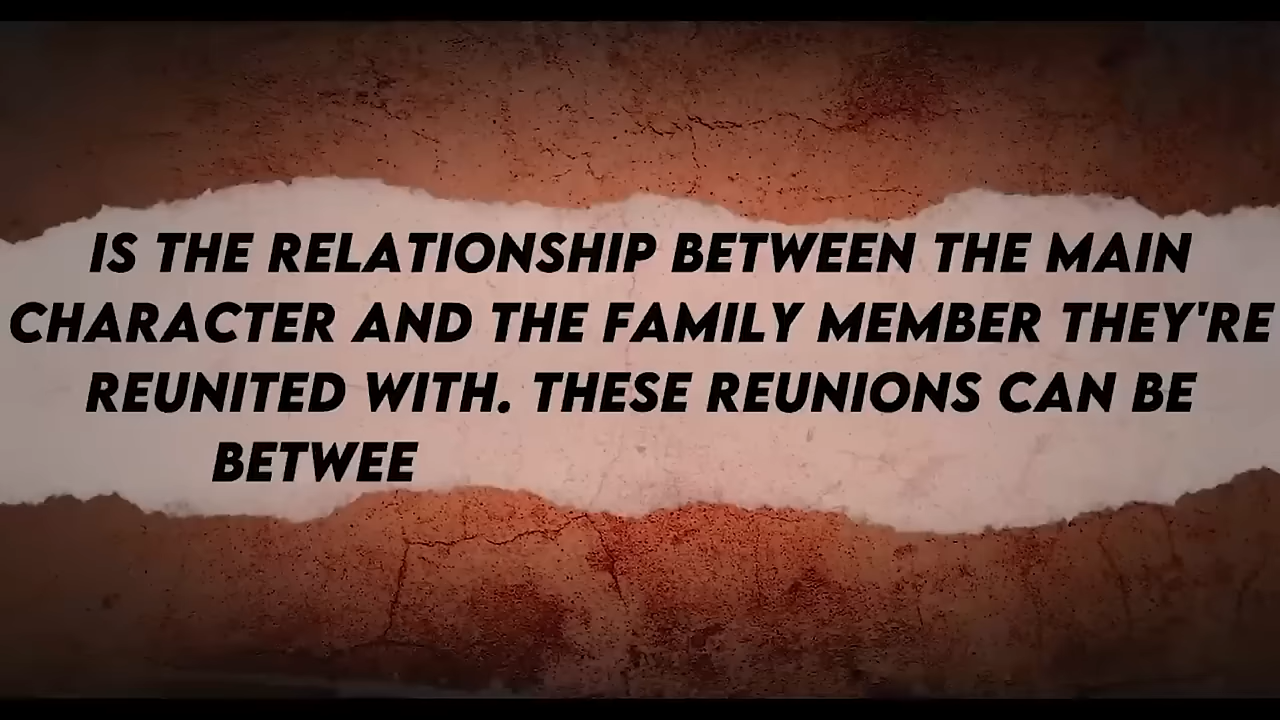 IS THE RELATIONSHIP BETWEEN THE MAIN
CHARACTER AND THE FAMILY MEMBER THEY'RE
REUNITED WITH. THESE REUNIONS CAN BE
BETWEE